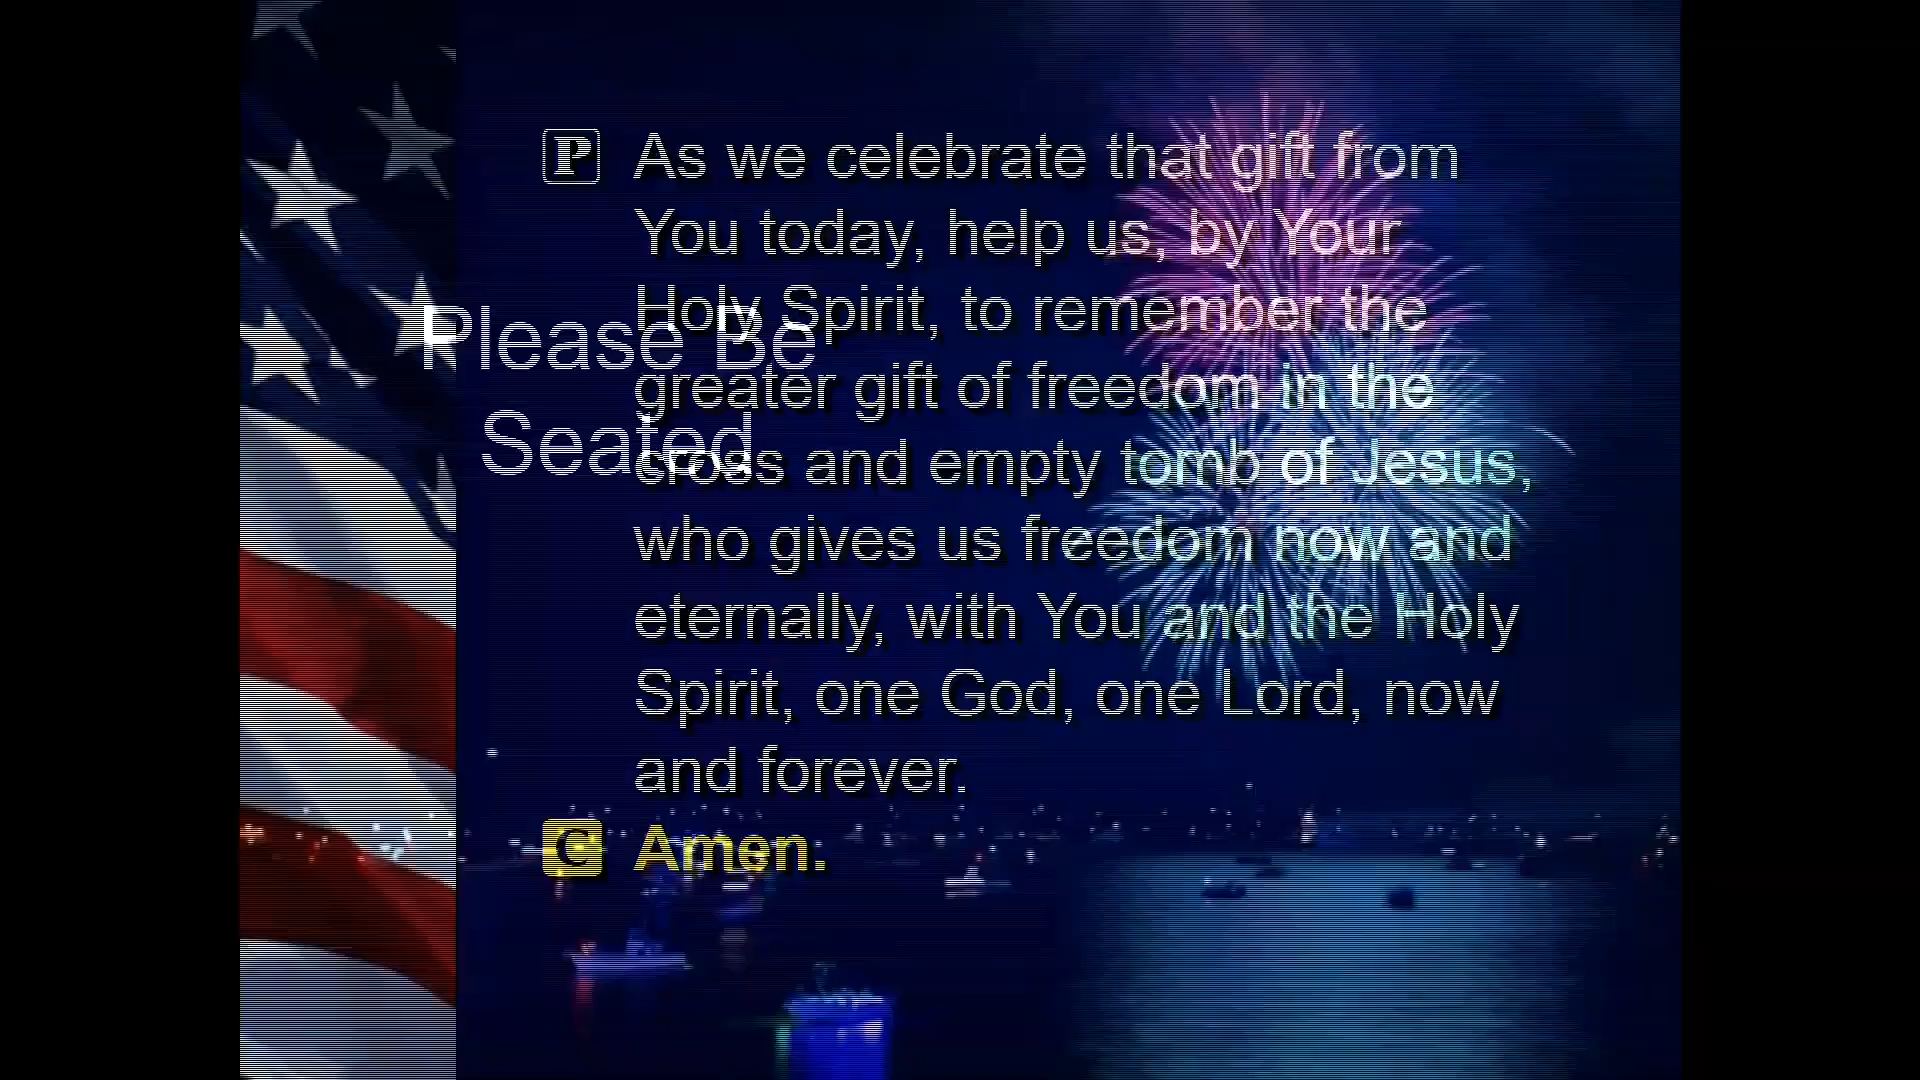 P As we celebrate that gift from
You today, help us, by Your
Holy Spirit, to remember the
greater gift of freedom in the
cross and empty tomb of Jesus,
who gives us freedom now and
eternally, with You and the Holy
Spirit, one God, one Lord, now
and forever.
C Amen.
Please Be
Seated